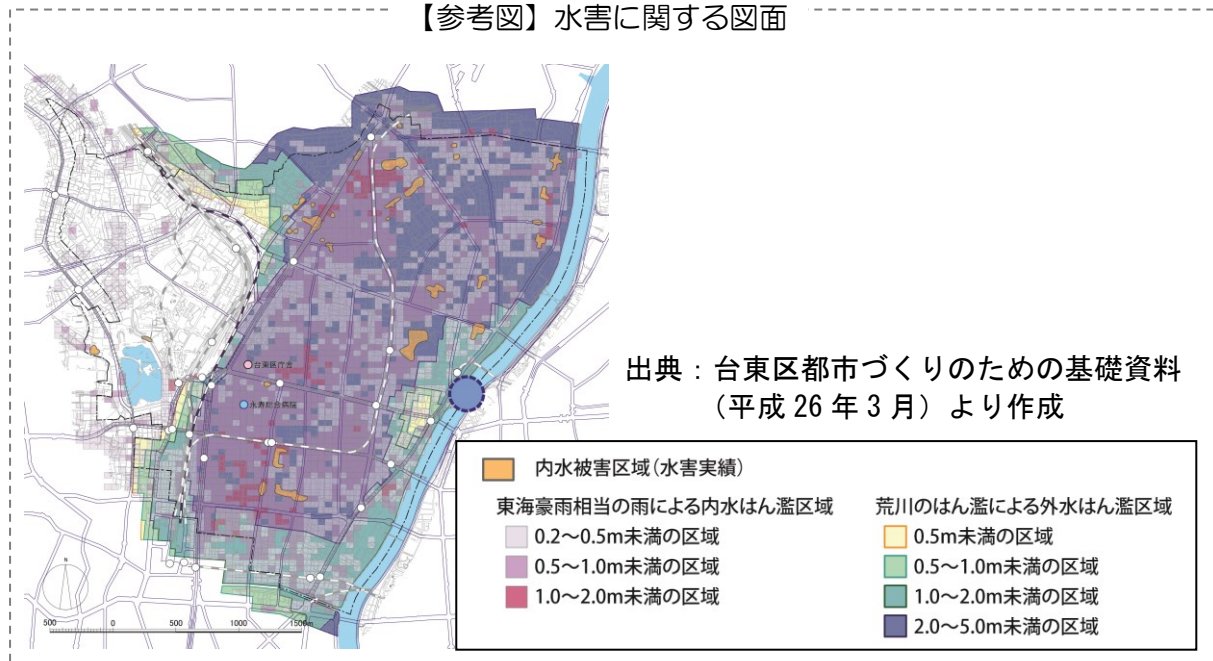 【参考図】水害に関する図面
台東区庁舎
永寿総合病院
N
500 0 500 1000 1500m
出典:台東区都市づくりのための基礎資料
(平成 26 年 3 月)より作成
内水被害区域(水害実績)
東海豪雨相当の雨による内水はん濫区域
0.2~0.5m未満の区域
0.5~1.0m未満の区域
1.0~2.0m未満の区域
荒川のはん濫による外水はん濫区域
0.5m未満の区域
0.5~1.0m未満の区域
1.0~2.0m未満の区域
2.0~5.0m未満の区域